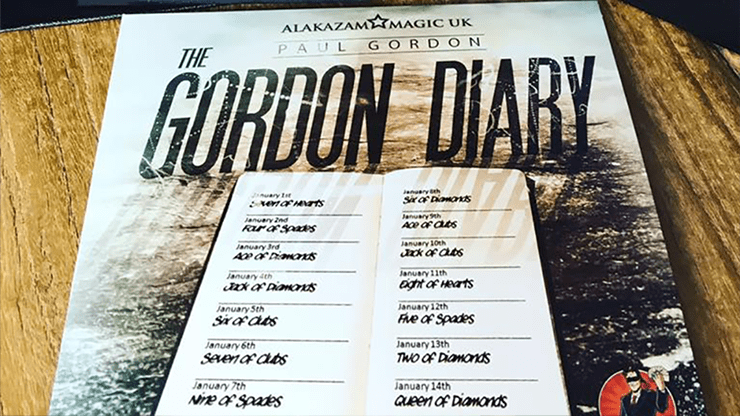 ALAKAZAM☆MAGIC UK
PAUL GORDON
THE
GORDON DIARY
January 1st
Seven of Hearts
January 2nd
Four of Spades
January 3rd
Ace of Diamonds
January 4th
Jack of Diamonds
January 5th
Six of Clubs
January 6th
Seven of Clubs
January 7th
Nine of Spades
January 8th
Six of Diamonds
January 9th
Ace of Clubs
January 10th
Jack of Clubs
January 11th
Eight of Hearts
January 12th
Five of Spades
January 13th
Two of Diamonds
January 14th
Queen of Diamonds